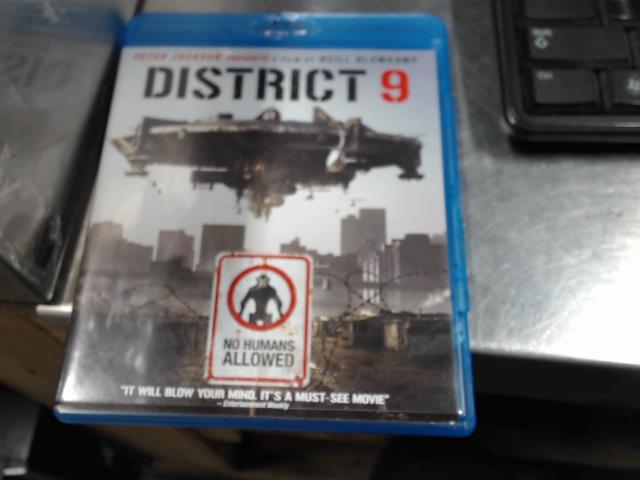 PETER JACKSON PRESENTS A FILM BY NEILL BLOMKAMP
DISTRICT 9
NO HUMANS
ALLOWED
"IT WILL BLOW YOUR MIND. IT'S A MUST-SEE MOVIE"
– Entertainment Weekly
Ctrl